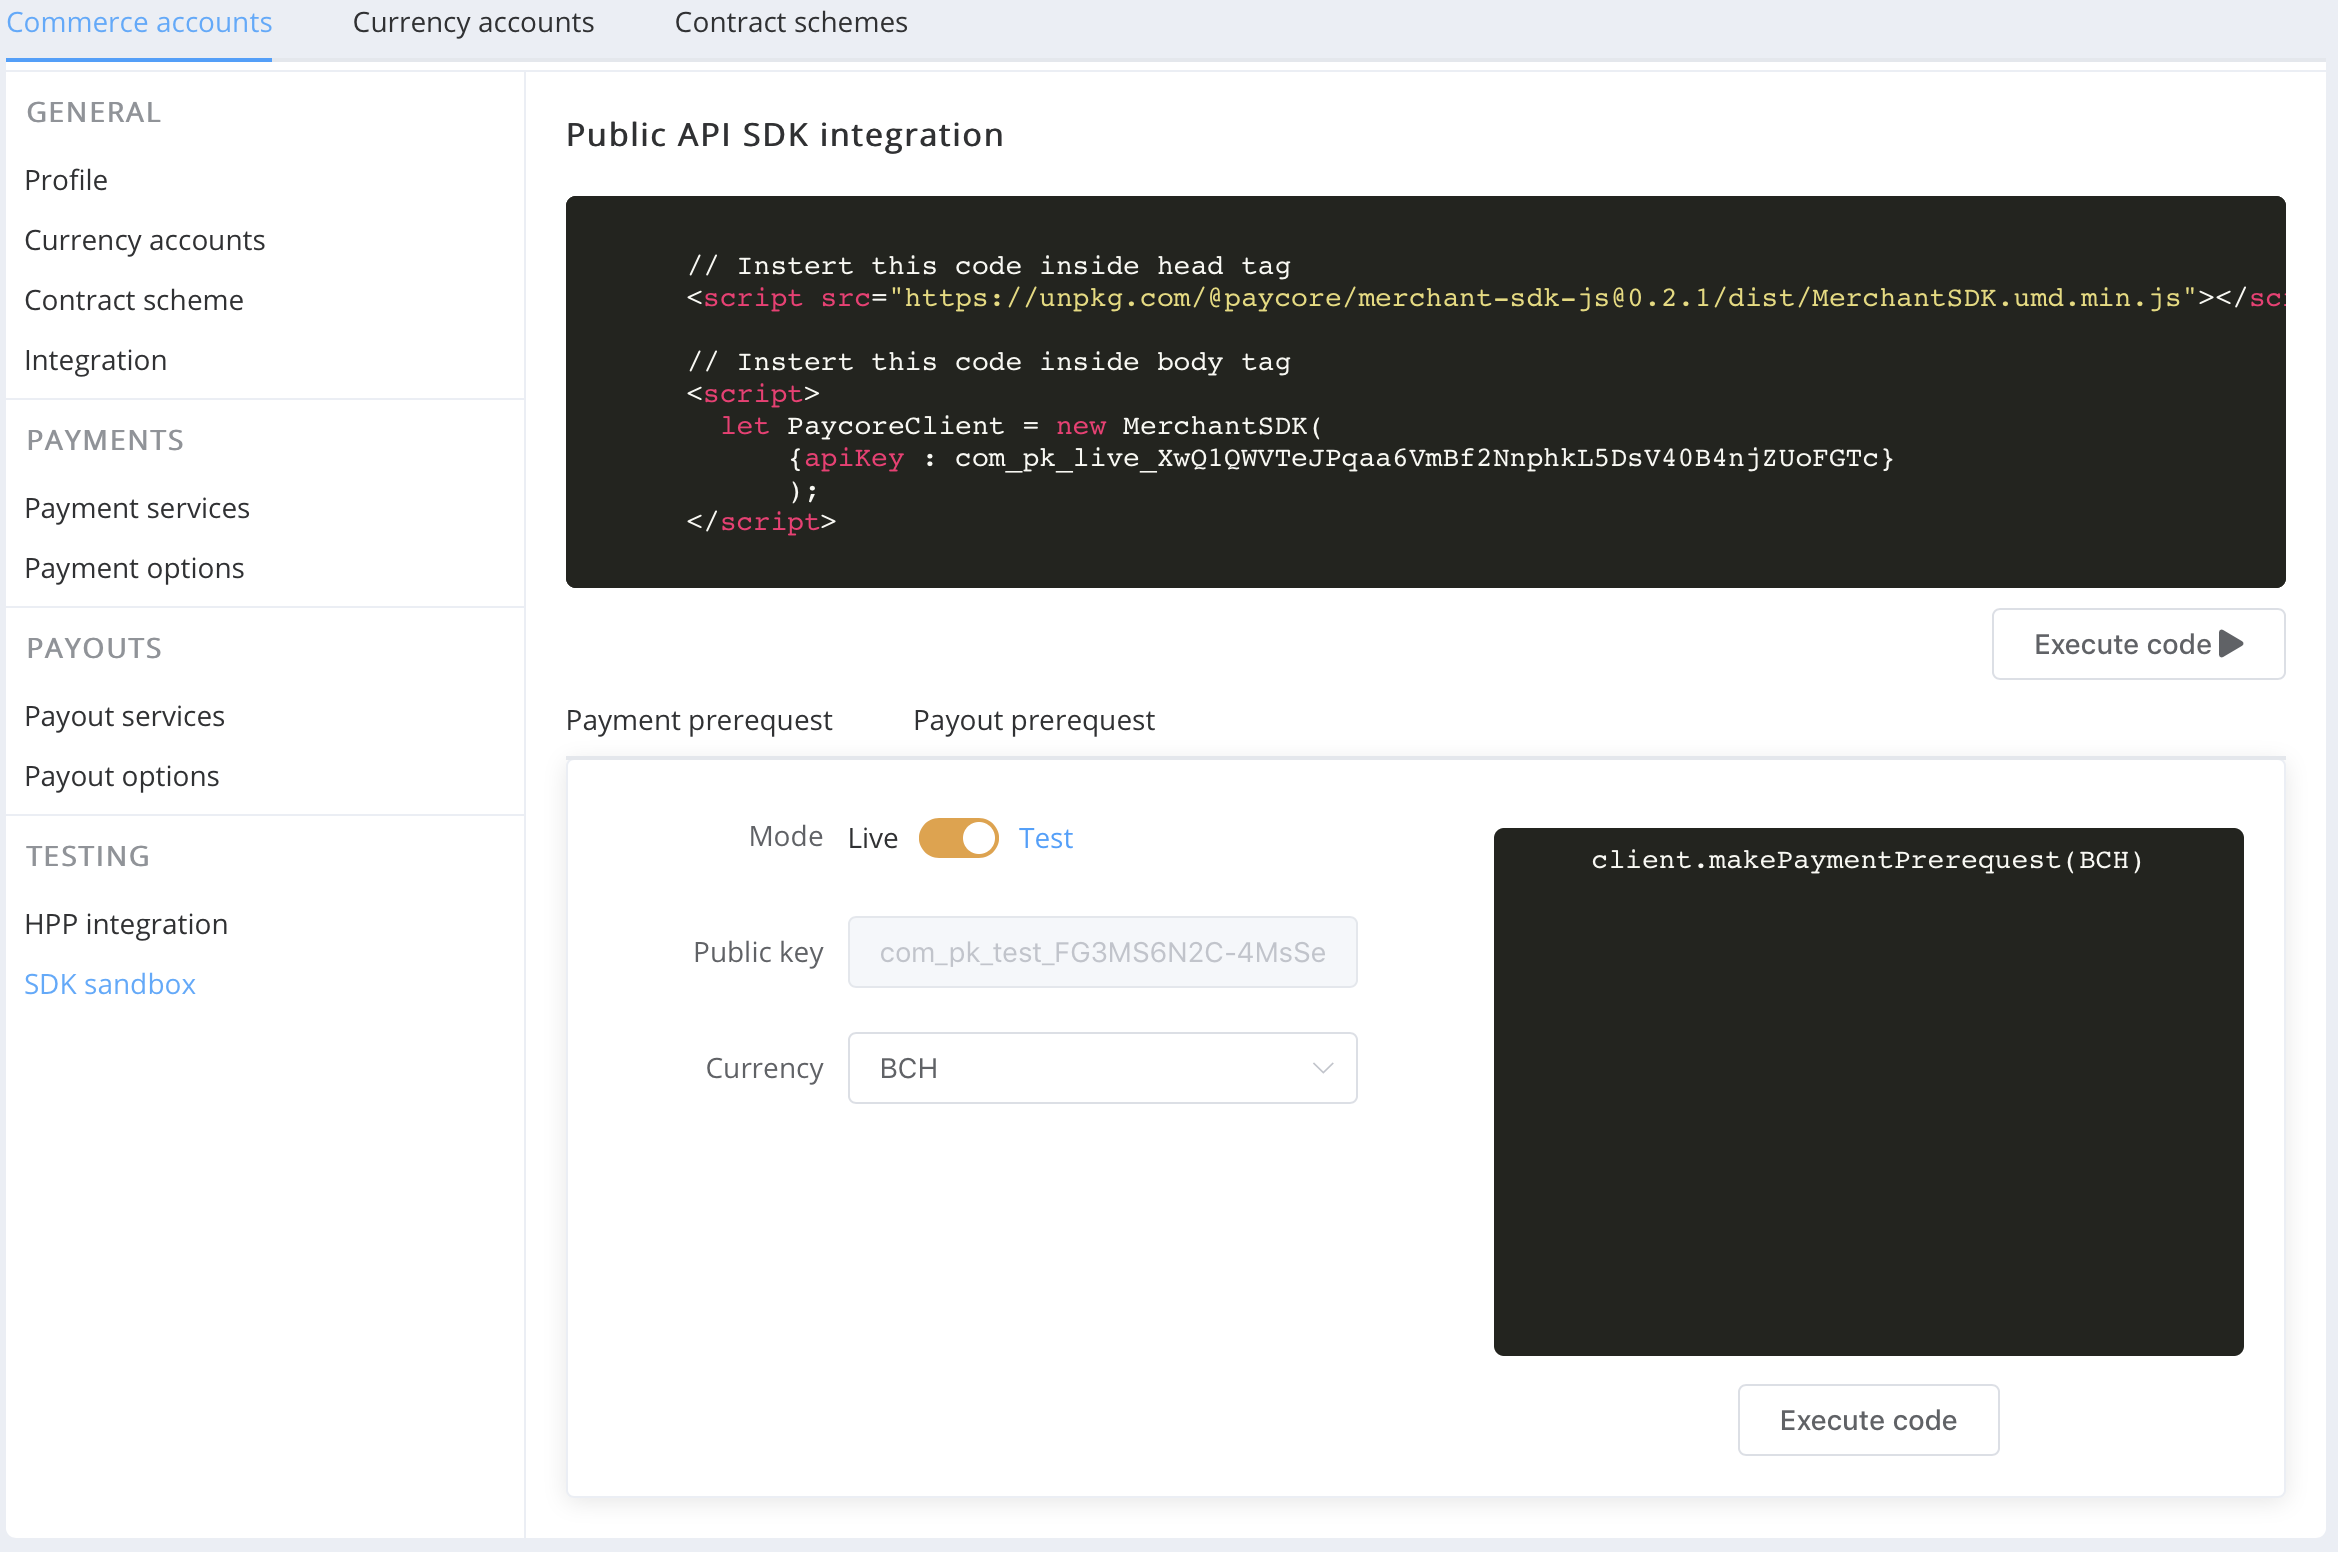 Commerce accounts Currency accounts Contract schemes
GENERAL
Profile
Currency accounts
Contract scheme
Integration
PAYMENTS
Payment services
Payment options
PAYOUTS
Payout services
Payout options
TESTING
HPP integration
SDK sandbox
Public API SDK integration
// Instert this code inside head tag
<script src="https://unpkg.com/@paycore/merchant-sdk-js@0.2.1/dist/MerchantSDK.umd.min.js"></scr
// Instert this code inside body tag
<script>
let PaycoreClient = new MerchantSDK(
{apiKey : com_pk_live_XwQ1QWVTeJPqaa6VmBf2NnphkL5DsV40B4njZUoFGTc}
);
</script>
Execute code
Payment prerequest Payout prerequest
Mode Live Test
Public key com_pk_test_FG3MS6N2C-4MsSe
Currency BCH
client.makePaymentPrerequest(BCH)
Execute code